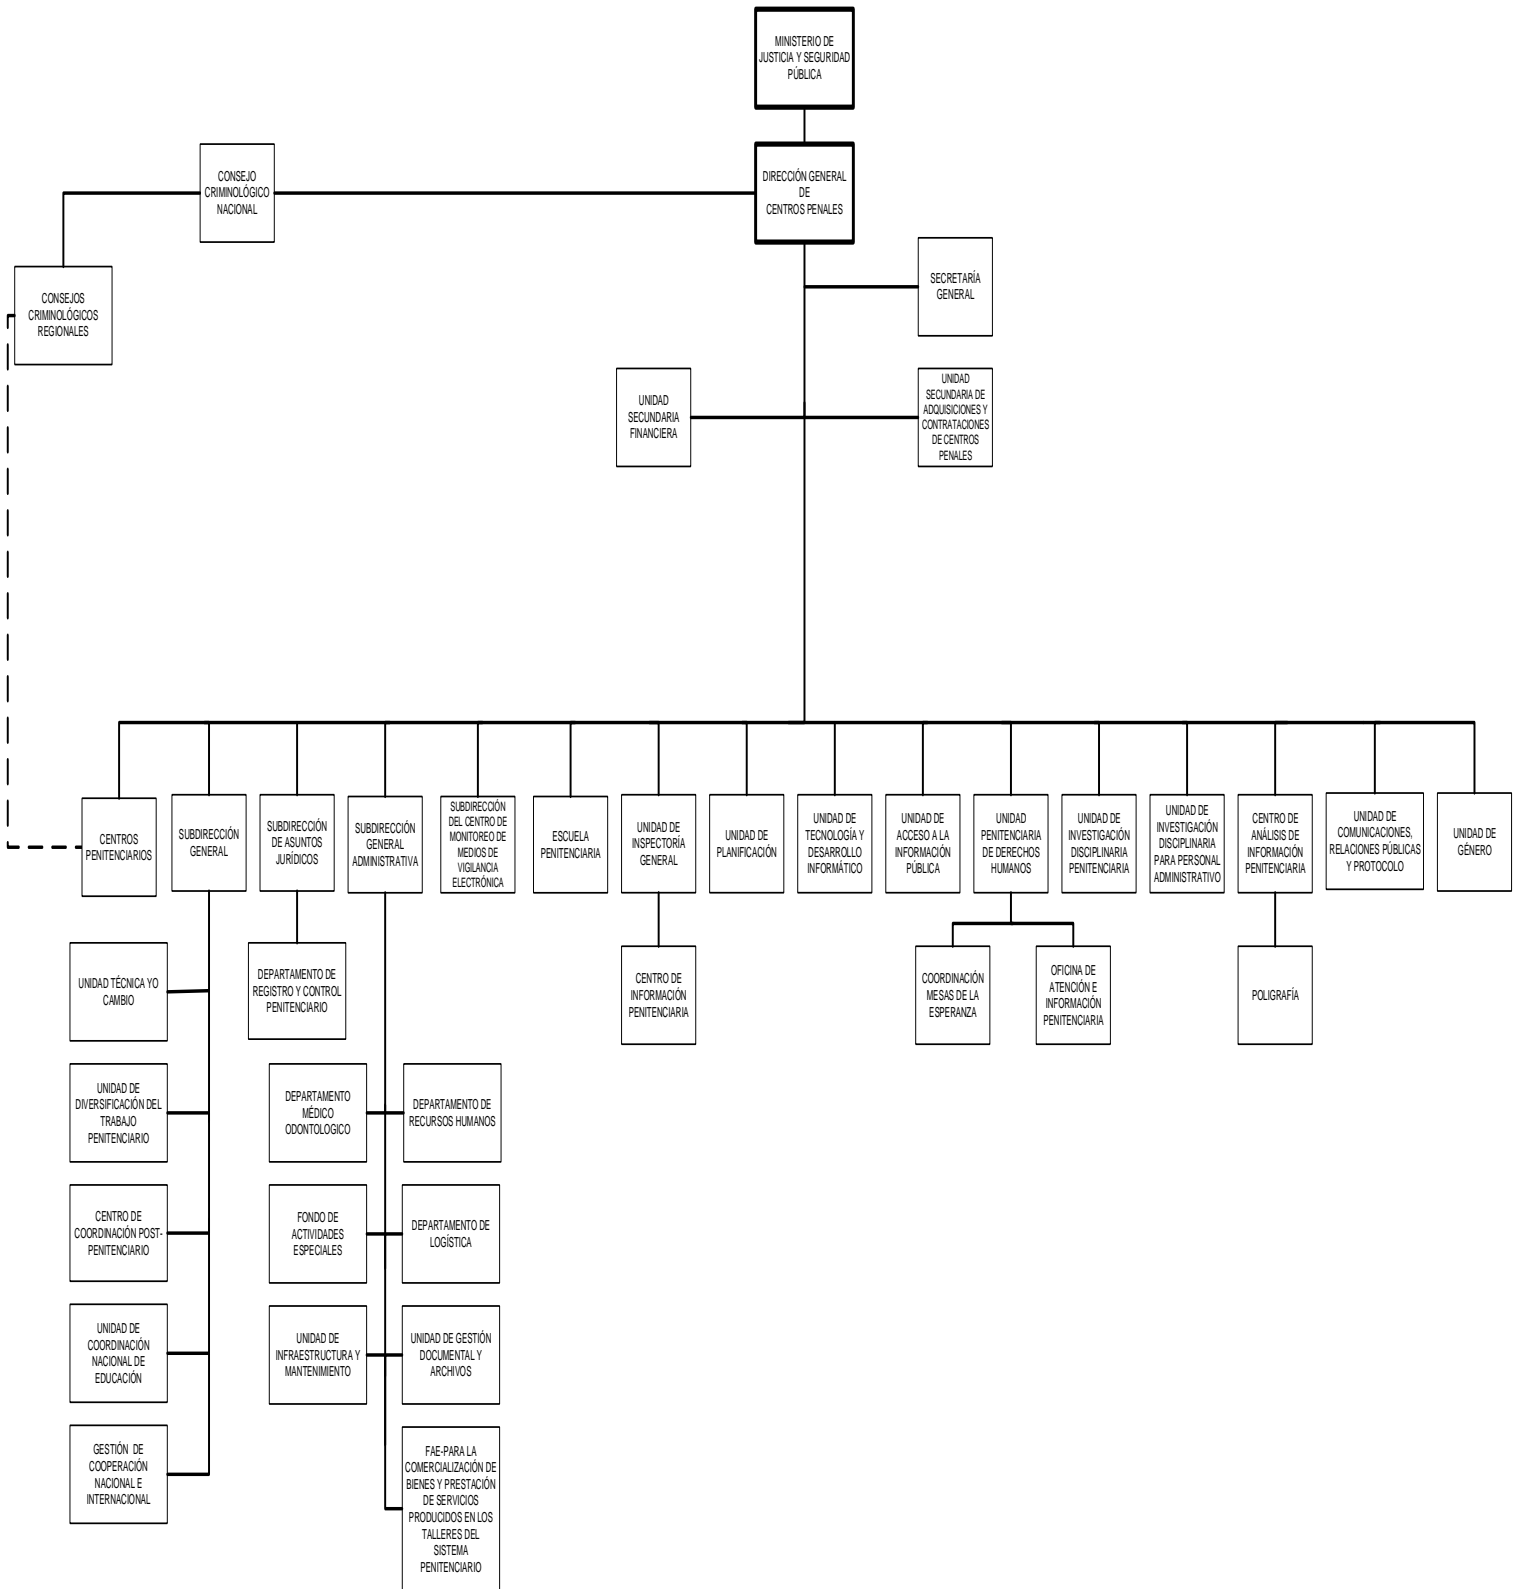 MINISTERIO DE
JUSTICIA Y SEGURIDAD
PÚBLICA
CONSEJO
CRIMINOLÓGICO
NACIONAL
DIRECCIÓN GENERAL
DE
CENTROS PENALES
SECRETARÍA
GENERAL
CONSEJOS
CRIMINOLÓGICOS
REGIONALES
UNIDAD
SECUNDARIA
FINANCIERA
UNIDAD
SECUNDARIA DE
ADQUISICIONES Y
CONTRATACIONES
DE CENTROS
PENALES
CENTROS
PENITENCIARIOS
SUBDIRECCIÓN
GENERAL
SUBDIRECCIÓN
DE ASUNTOS
JURÍDICOS
SUBDIRECCIÓN
GENERAL
ADMINISTRATIVA
SUBDIRECCIÓN
DEL CENTRO DE
MONITOREO DE
MEDIOS DE
VIGILANCIA
ELECTRÓNICA
ESCUELA
PENITENCIARIA
UNIDAD DE
INSPECTORÍA
GENERAL
UNIDAD DE
PLANIFICACIÓN
UNIDAD DE
TECNOLOGÍA Y
DESARROLLO
INFORMÁTICO
UNIDAD DE
ACCESO A LA
INFORMACIÓN
PÚBLICA
UNIDAD
PENITENCIARIA
DE DERECHOS
HUMANOS
UNIDAD DE
INVESTIGACIÓN
DISCIPLINARIA
PENITENCIARIA
UNIDAD DE
INVESTIGACIÓN
DISCIPLINARIA
PARA PERSONAL
ADMINISTRATIVO
CENTRO DE
ANÁLISIS DE
INFORMACIÓN
PENITENCIARIA
UNIDAD DE
COMUNICACIONES,
RELACIONES PÚBLICAS
Y PROTOCOLO
UNIDAD DE
GÉNERO
UNIDAD TÉCNICA YO
CAMBIO
DEPARTAMENTO DE
REGISTRO Y CONTROL
PENITENCIARIO
CENTRO DE
INFORMACIÓN
PENITENCIARIA
COORDINACIÓN
MESAS DE LA
ESPERANZA
OFICINA DE
ATENCIÓN E
INFORMACIÓN
PENITENCIARIA
POLIGRAFÍA
UNIDAD DE
DIVERSIFICACIÓN DEL
TRABAJO
PENITENCIARIO
DEPARTAMENTO
MÉDICO
ODONTOLOGICO
DEPARTAMENTO DE
RECURSOS HUMANOS
CENTRO DE
COORDINACIÓN POST-
PENITENCIARIO
FONDO DE
ACTIVIDADES
ESPECIALES
DEPARTAMENTO DE
LOGÍSTICA
UNIDAD DE
COORDINACIÓN
NACIONAL DE
EDUCACIÓN
UNIDAD DE
INFRAESTRUCTURA Y
MANTENIMIENTO
UNIDAD DE GESTIÓN
DOCUMENTAL Y
ARCHIVOS
GESTIÓN DE
COOPERACIÓN
NACIONAL E
INTERNACIONAL
FAE-PARA LA
COMERCIALIZACIÓN DE
BIENES Y PRESTACIÓN
DE SERVICIOS
PRODUCIDOS EN LOS
TALLERES DEL
SISTEMA
PENITENCIARIO